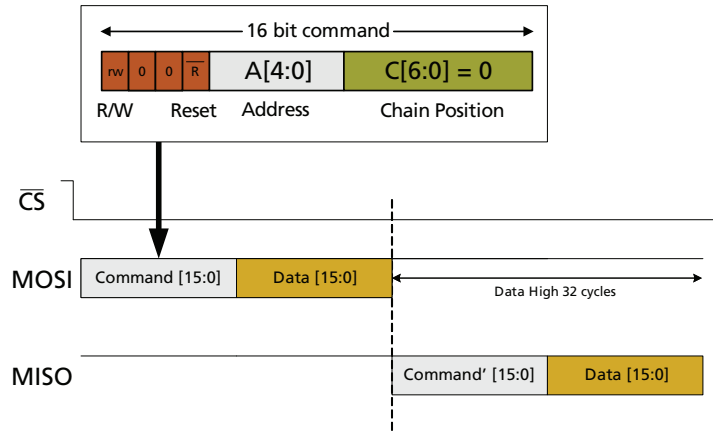 16 bit command
rw 0 0 R̅ A[4:0] C[6:0] = 0
R/W Reset Address Chain Position
C̅S̅
MOSI Command [15:0] Data [15:0]
Data High 32 cycles
MISO Command' [15:0] Data [15:0]